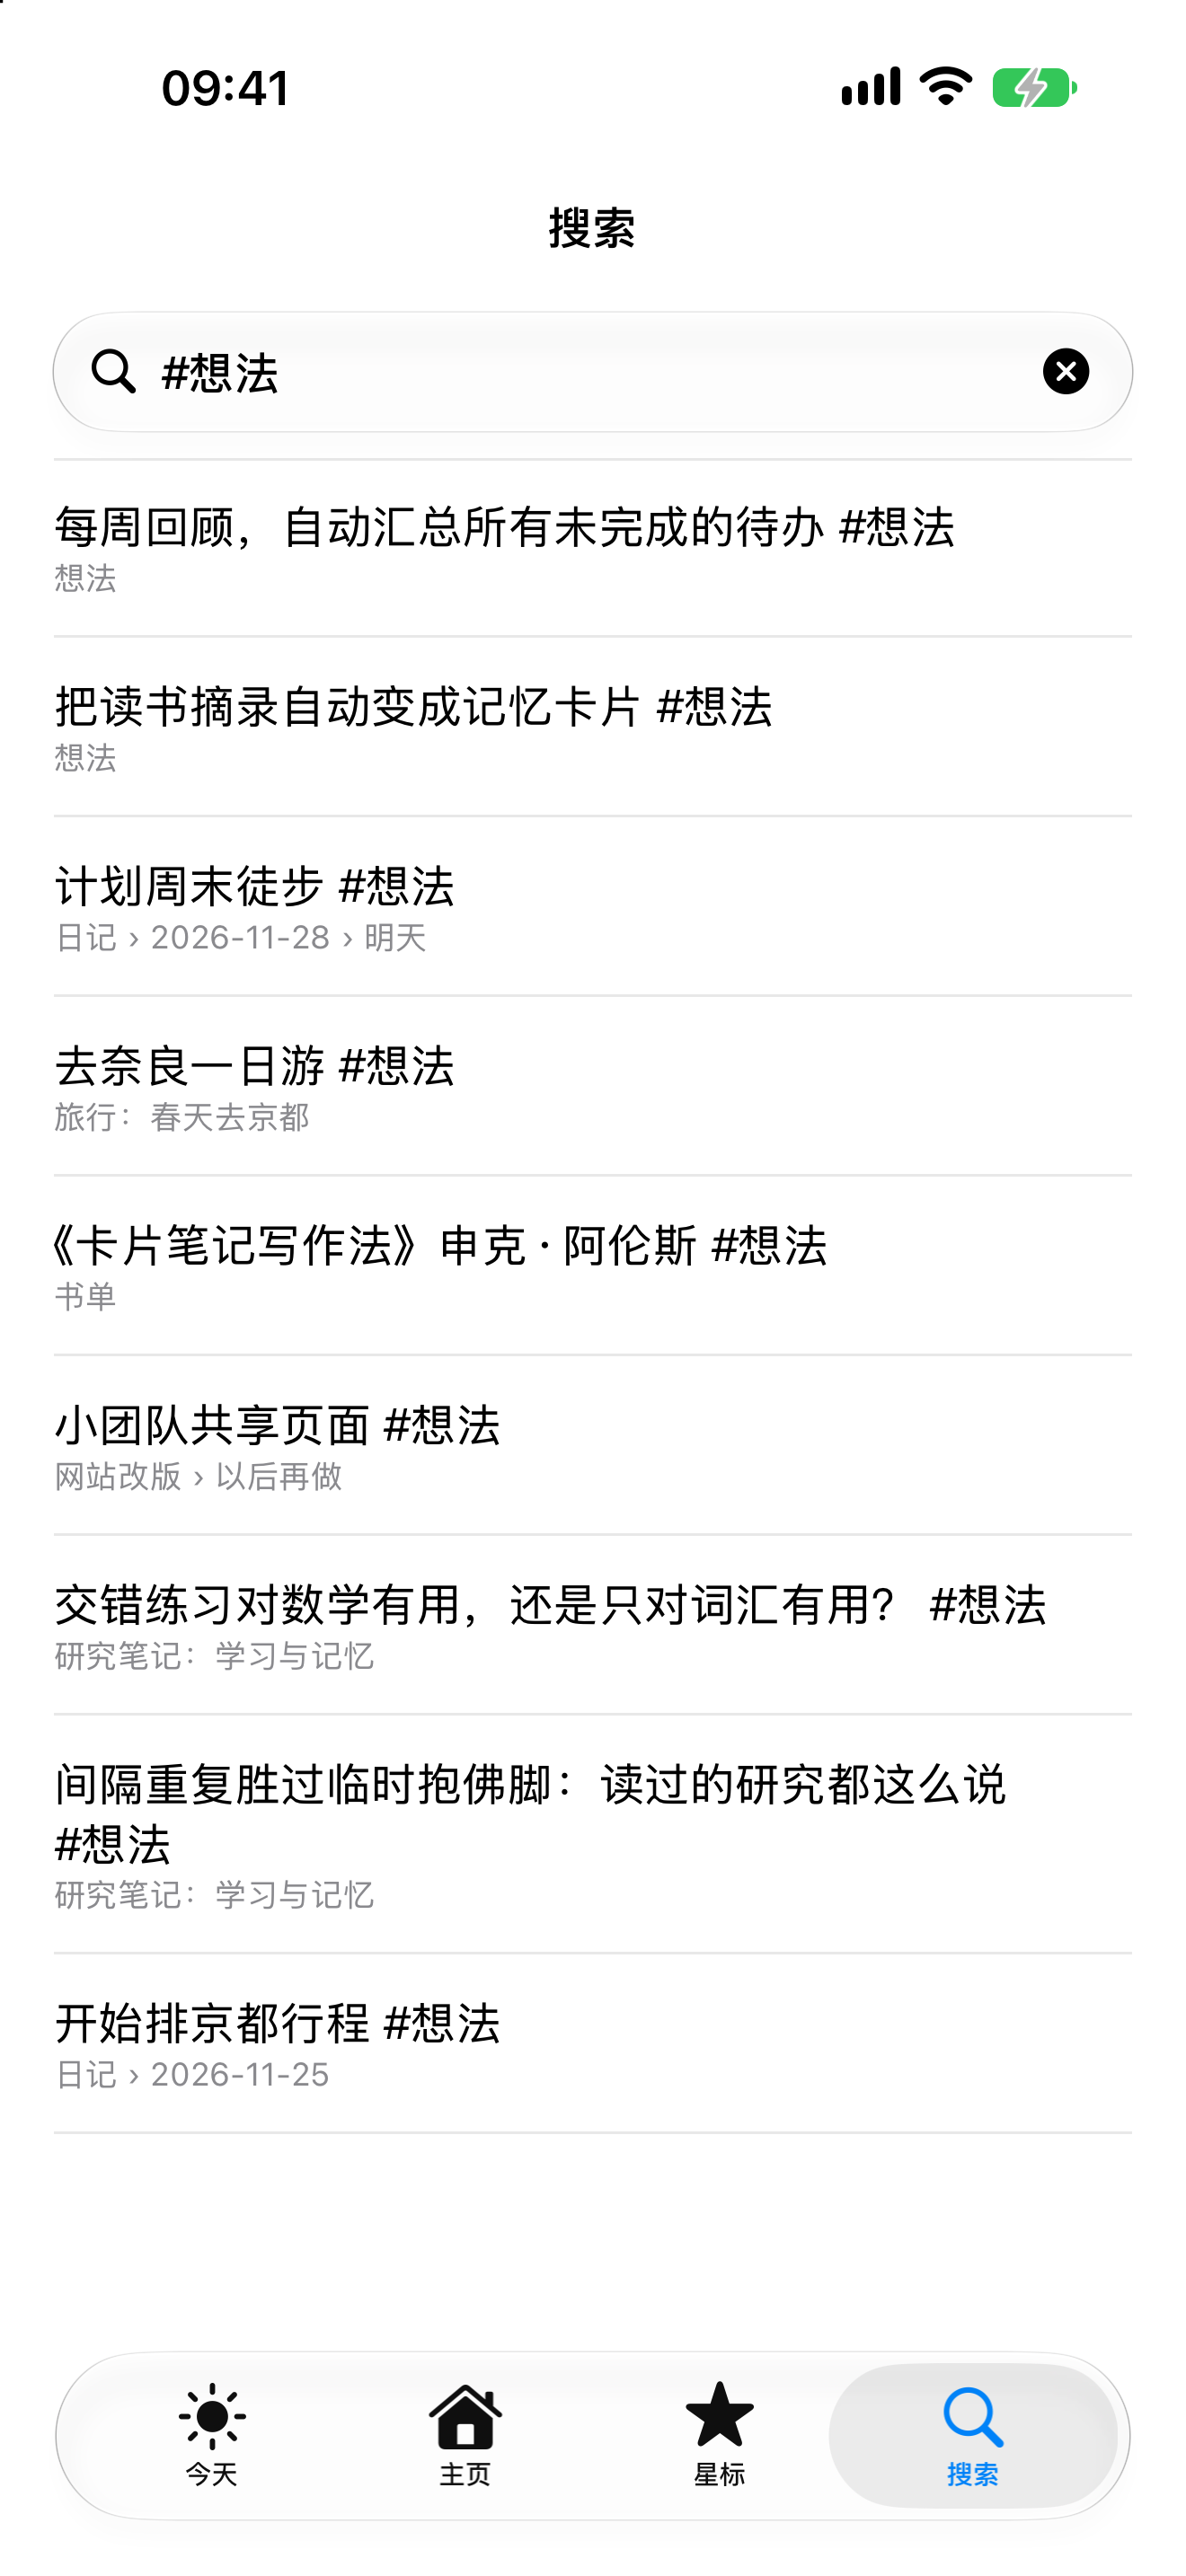 09:41
搜索
#想法
每周回顾，自动汇总所有未完成的待办 #想法
想法
把读书摘录自动变成记忆卡片 #想法
想法
计划周末徒步 #想法
日记 › 2026-11-28 › 明天
去奈良一日游 #想法
旅行：春天去京都
《卡片笔记写作法》申克 · 阿伦斯 #想法
书单
小团队共享页面 #想法
网站改版 › 以后再做
交错练习对数学有用，还是只对词汇有用？ #想法
研究笔记：学习与记忆
间隔重复胜过临时抱佛脚：读过的研究都这么说
#想法
研究笔记：学习与记忆
开始排京都行程 #想法
日记 › 2026-11-25
今天
主页
星标
搜索